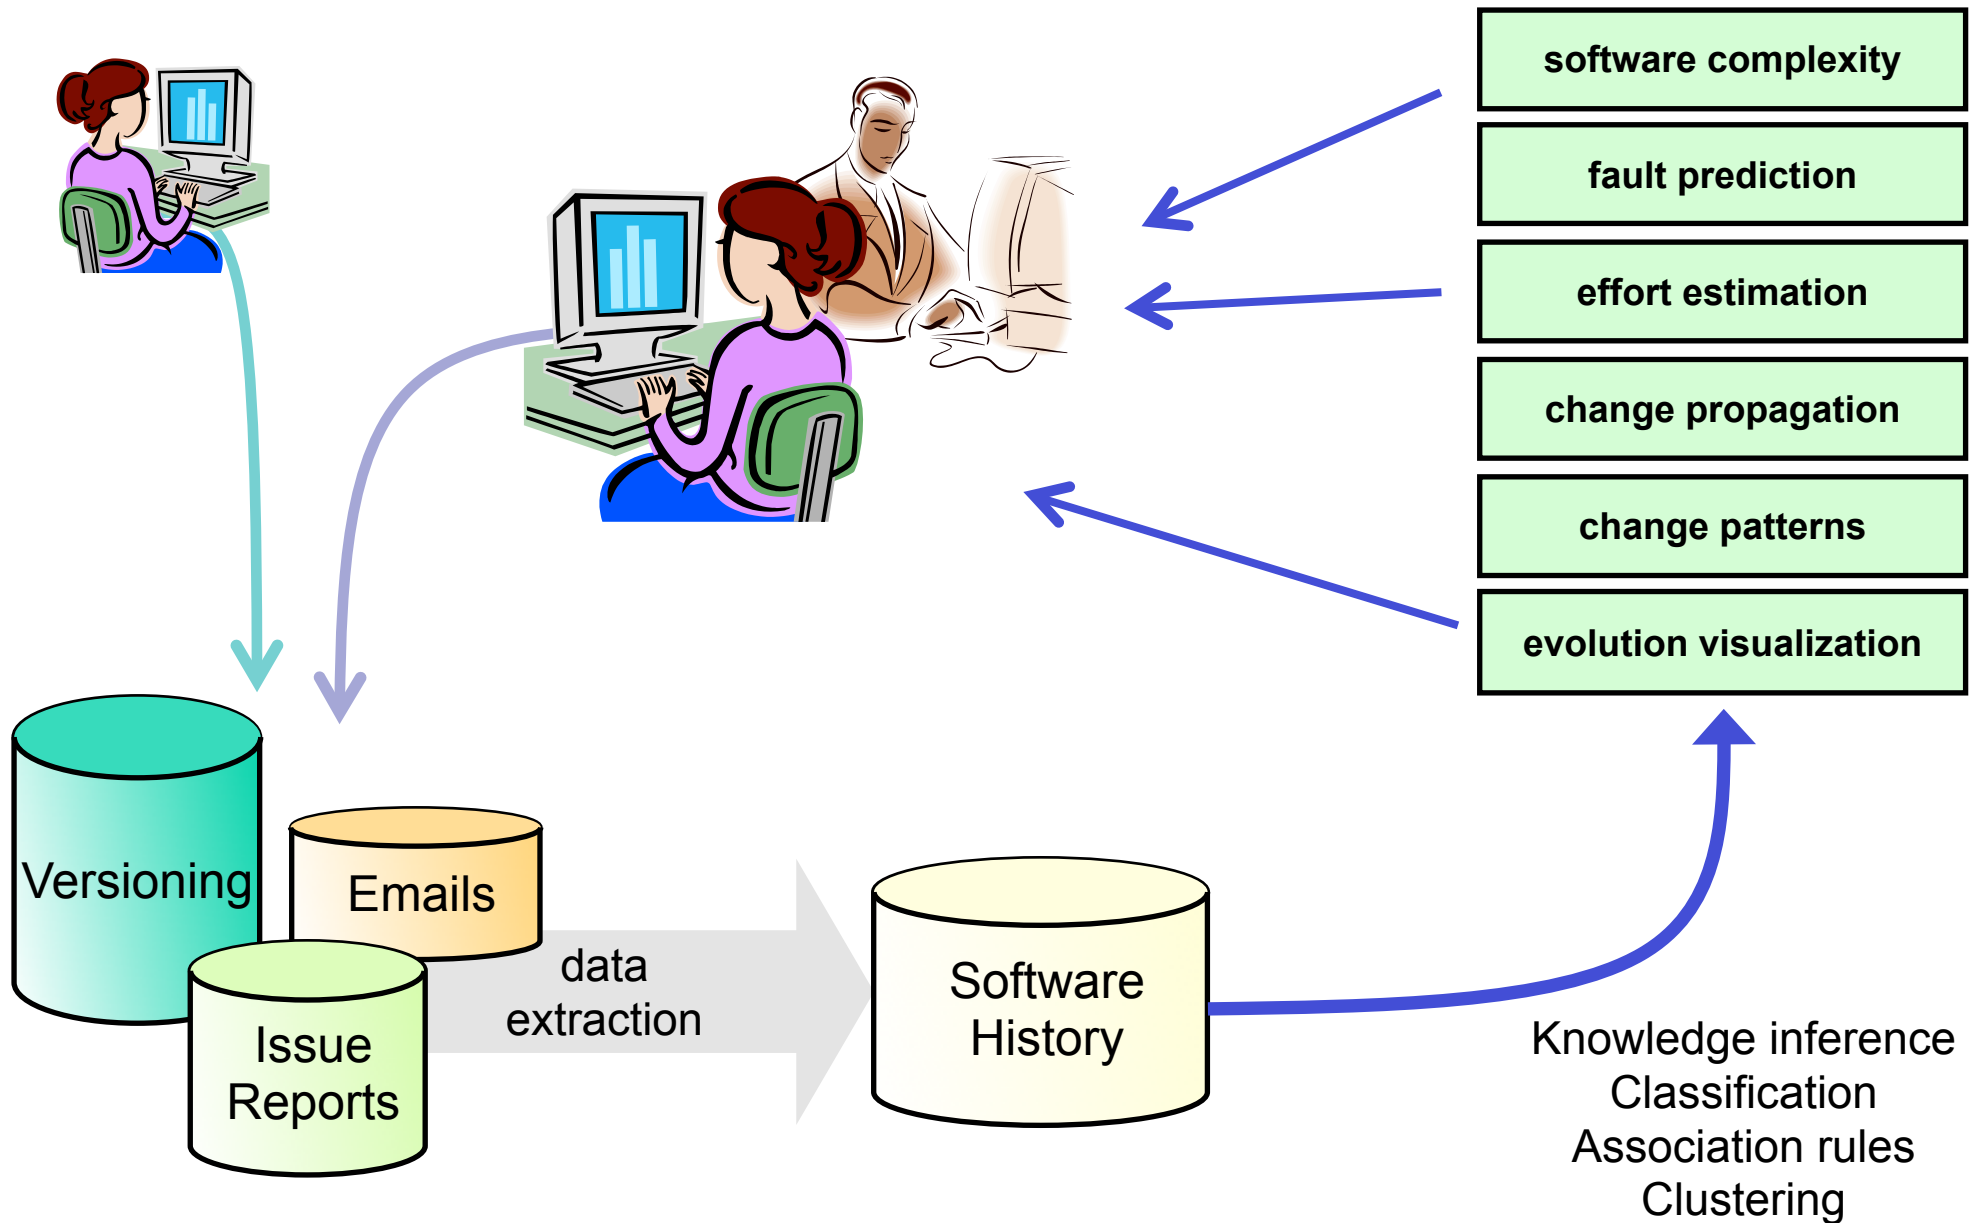 software complexity
fault prediction
effort estimation
change propagation
change patterns
evolution visualization
Versioning
Emails
Issue
Reports
data
extraction
Software
History
Knowledge inference
Classification
Association rules
Clustering